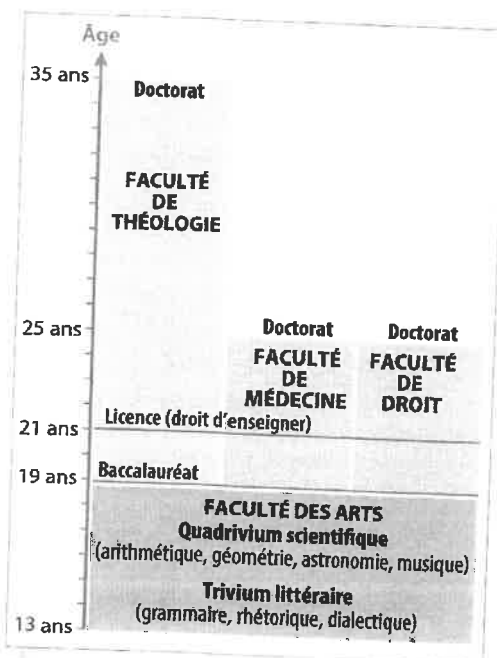 Âge
35 ans
Doctorat
FACULTÉ
DE
THÉOLOGIE
25 ans
Doctorat
Doctorat
FACULTÉ
DE
MÉDECINE
FACULTÉ
DE
DROIT
Licence (droit d'enseigner)
21 ans
19 ans
Baccalauréat
FACULTÉ DES ARTS
Quadrivium scientifique
(arithmétique, géométrie, astronomie, musique)
Trivium littéraire
(grammaire, rhétorique, dialectique)
13 ans